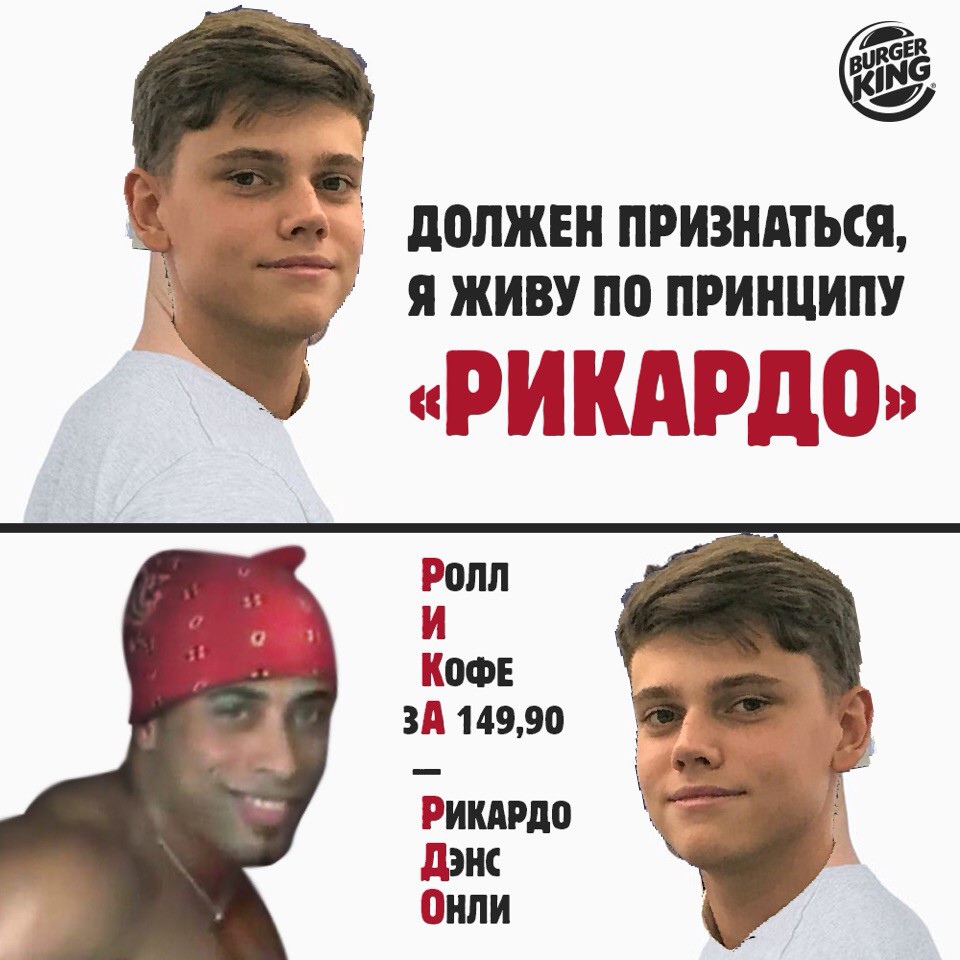 BURGER
KING®
ДОЛЖЕН ПРИЗНАТЬСЯ,
Я ЖИВУ ПО ПРИНЦИПУ
«РИКАРДО»
РОЛЛ
И
КОФЕ
ЗА 149,90
—
РИКАРДО
ДЭНС
ОНЛИ